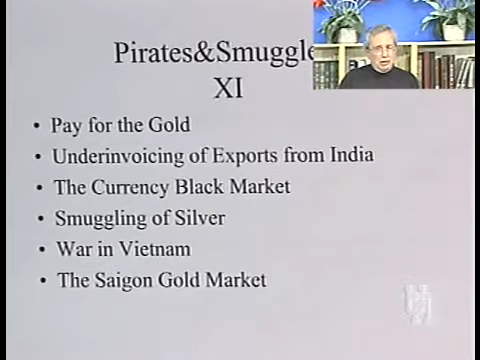 Pirates&Smuggle
XI
• Pay for the Gold
• Underinvoicing of Exports from India
• The Currency Black Market
• Smuggling of Silver
• War in Vietnam
• The Saigon Gold Market